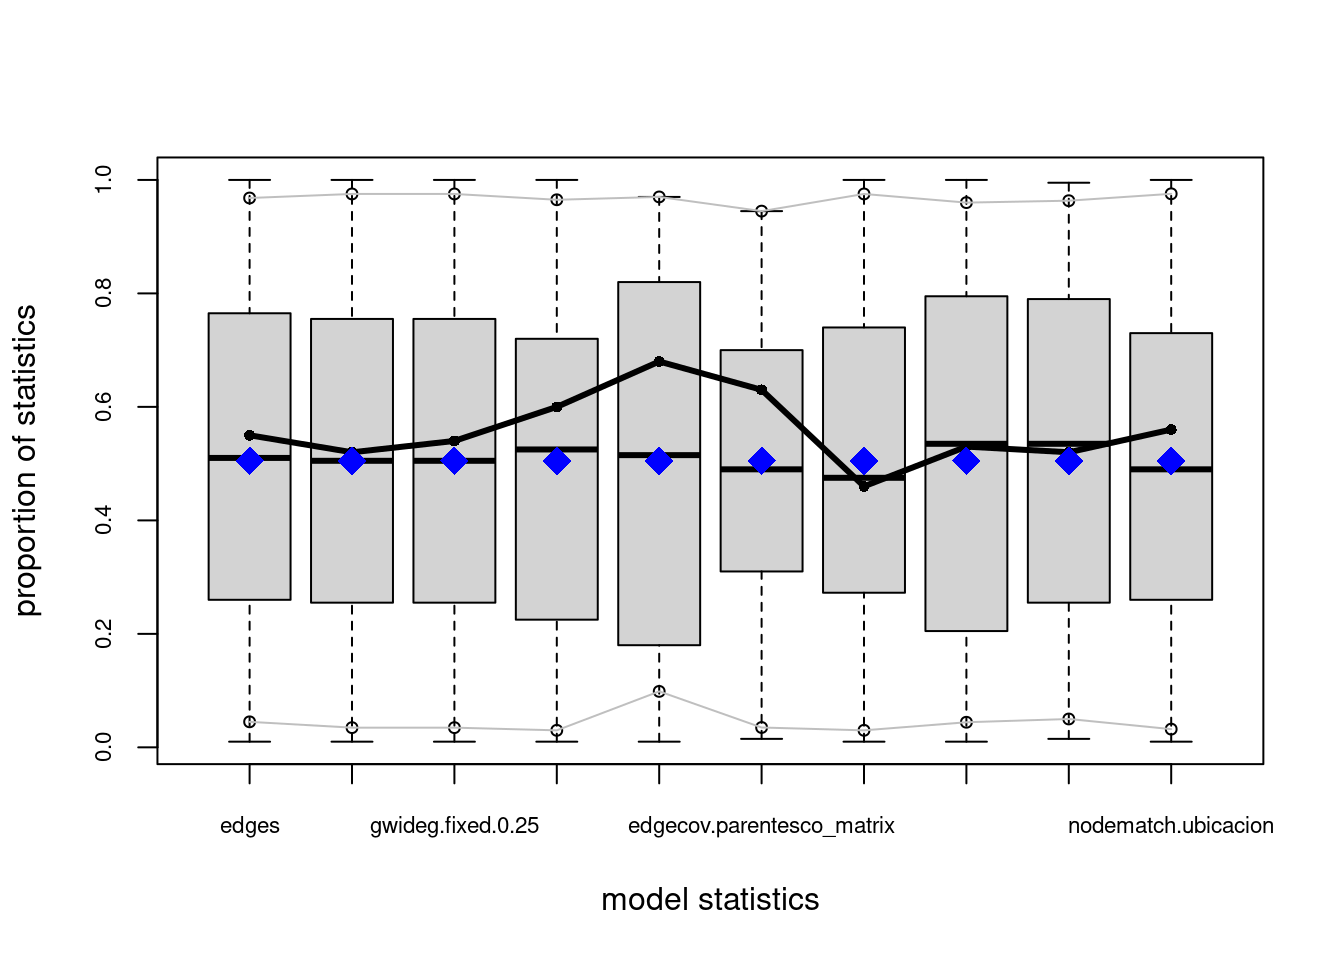 proportion of statistics
1.0
0.8
0.6
0.4
0.2
0.0
edges gwideg.fixed.0.25 edgecov.parentesco_matrix nodematch.ubicacion
model statistics